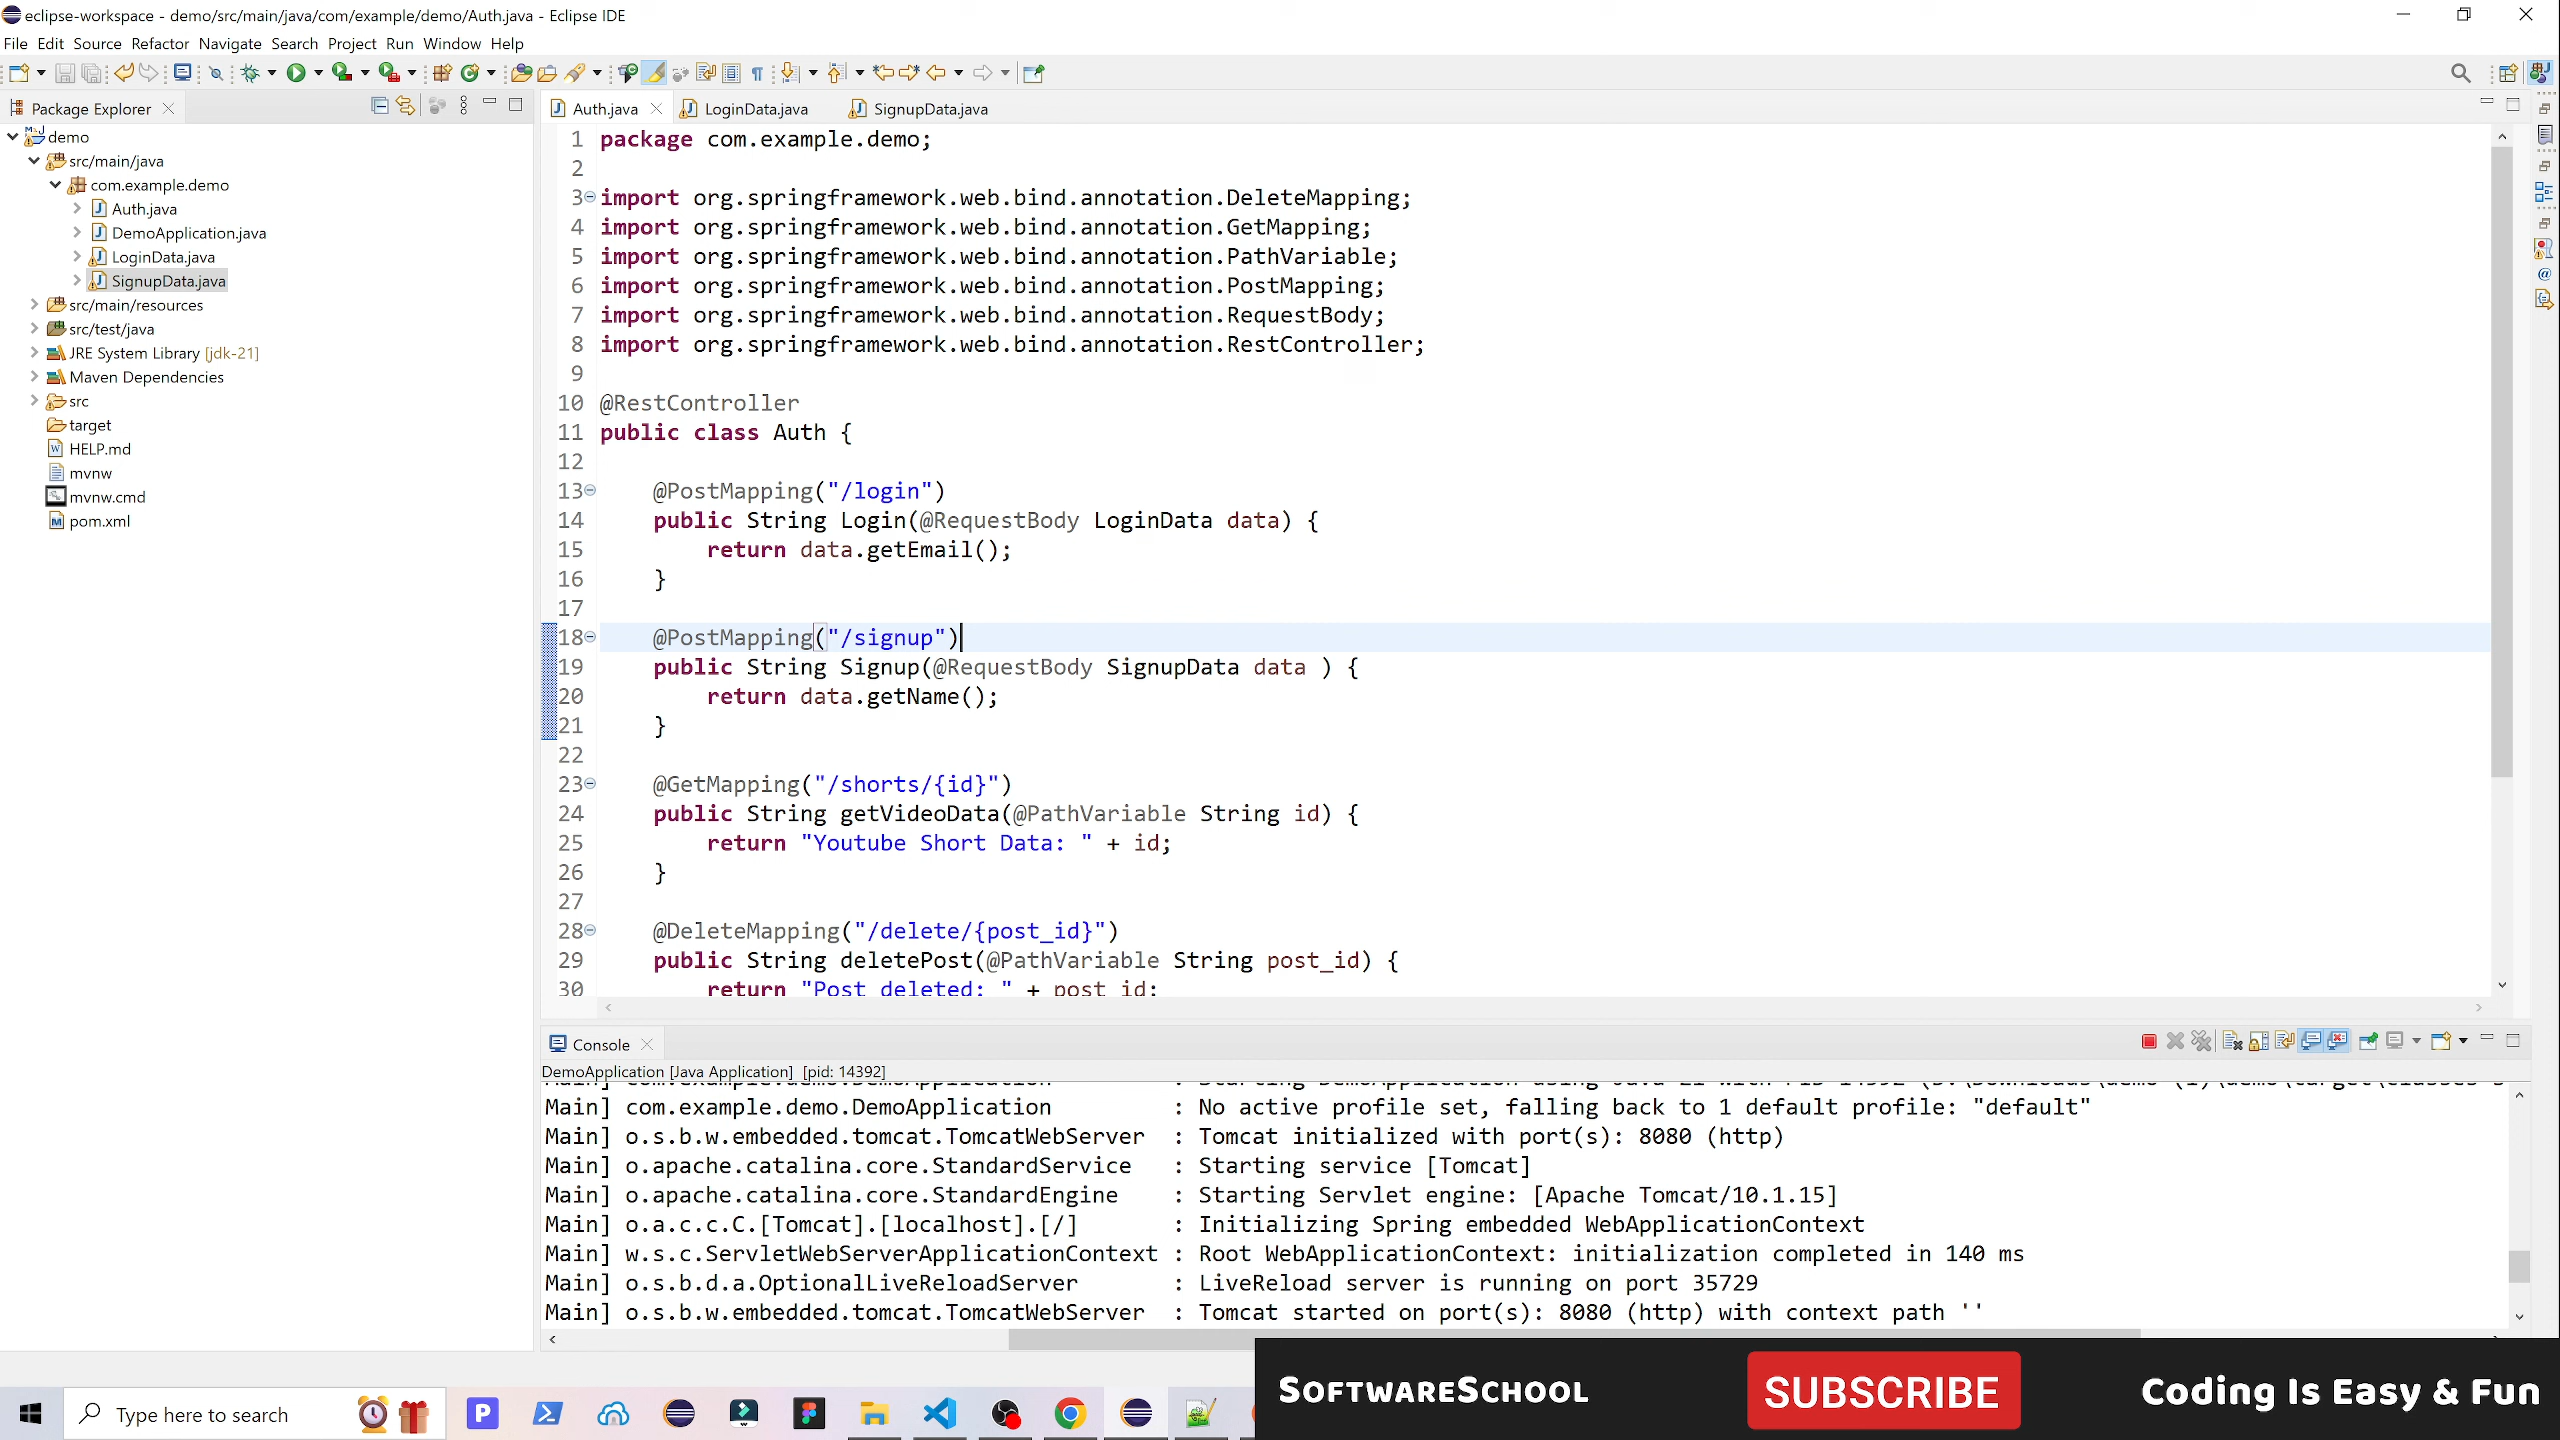 eclipse-workspace - demo/src/main/java/com/example/demo/Auth.java - Eclipse IDE
File Edit Source Refactor Navigate Search Project Run Window Help
Package Explorer
demo
src/main/java
com.example.demo
Auth.java
DemoApplication.java
LoginData.java
SignupData.java
src/main/resources
src/test/java
JRE System Library [jdk-21]
Maven Dependencies
src
target
HELP.md
mvnw
mvnw.cmd
pom.xml
Auth.java LoginData.java SignupData.java
1 package com.example.demo;
2
3 import org.springframework.web.bind.annotation.DeleteMapping;
4 import org.springframework.web.bind.annotation.GetMapping;
5 import org.springframework.web.bind.annotation.PathVariable;
6 import org.springframework.web.bind.annotation.PostMapping;
7 import org.springframework.web.bind.annotation.RequestBody;
8 import org.springframework.web.bind.annotation.RestController;
9
10 @RestController
11 public class Auth {
12
13 @PostMapping("/login")
14 public String Login(@RequestBody LoginData data) {
15 return data.getEmail();
16 }
17
18 @PostMapping("/signup")
19 public String Signup(@RequestBody SignupData data ) {
20 return data.getName();
21 }
22
23 @GetMapping("/shorts/{id}")
24 public String getVideoData(@PathVariable String id) {
25 return "Youtube Short Data: " + id;
26 }
27
28 @DeleteMapping("/delete/{post_id}")
29 public String deletePost(@PathVariable String post_id) {
30 return "Post deleted: " + post_id;
Console
DemoApplication [Java Application] [pid: 14392]
Main] com.example.demo.DemoApplication : No active profile set, falling back to 1 default profile: "default"
Main] o.s.b.w.embedded.tomcat.TomcatWebServer : Tomcat initialized with port(s): 8080 (http)
Main] o.apache.catalina.core.StandardService : Starting service [Tomcat]
Main] o.apache.catalina.core.StandardEngine : Starting Servlet engine: [Apache Tomcat/10.1.15]
Main] o.a.c.c.C.[Tomcat].[localhost].[/] : Initializing Spring embedded WebApplicationContext
Main] w.s.c.ServletWebServerApplicationContext : Root WebApplicationContext: initialization completed in 140 ms
Main] o.s.b.d.a.OptionalLiveReloadServer : LiveReload server is running on port 35729
Main] o.s.b.w.embedded.tomcat.TomcatWebServer : Tomcat started on port(s): 8080 (http) with context path ''
Type here to search
SOFTWARESCHOOL
SUBSCRIBE
Coding Is Easy & Fun